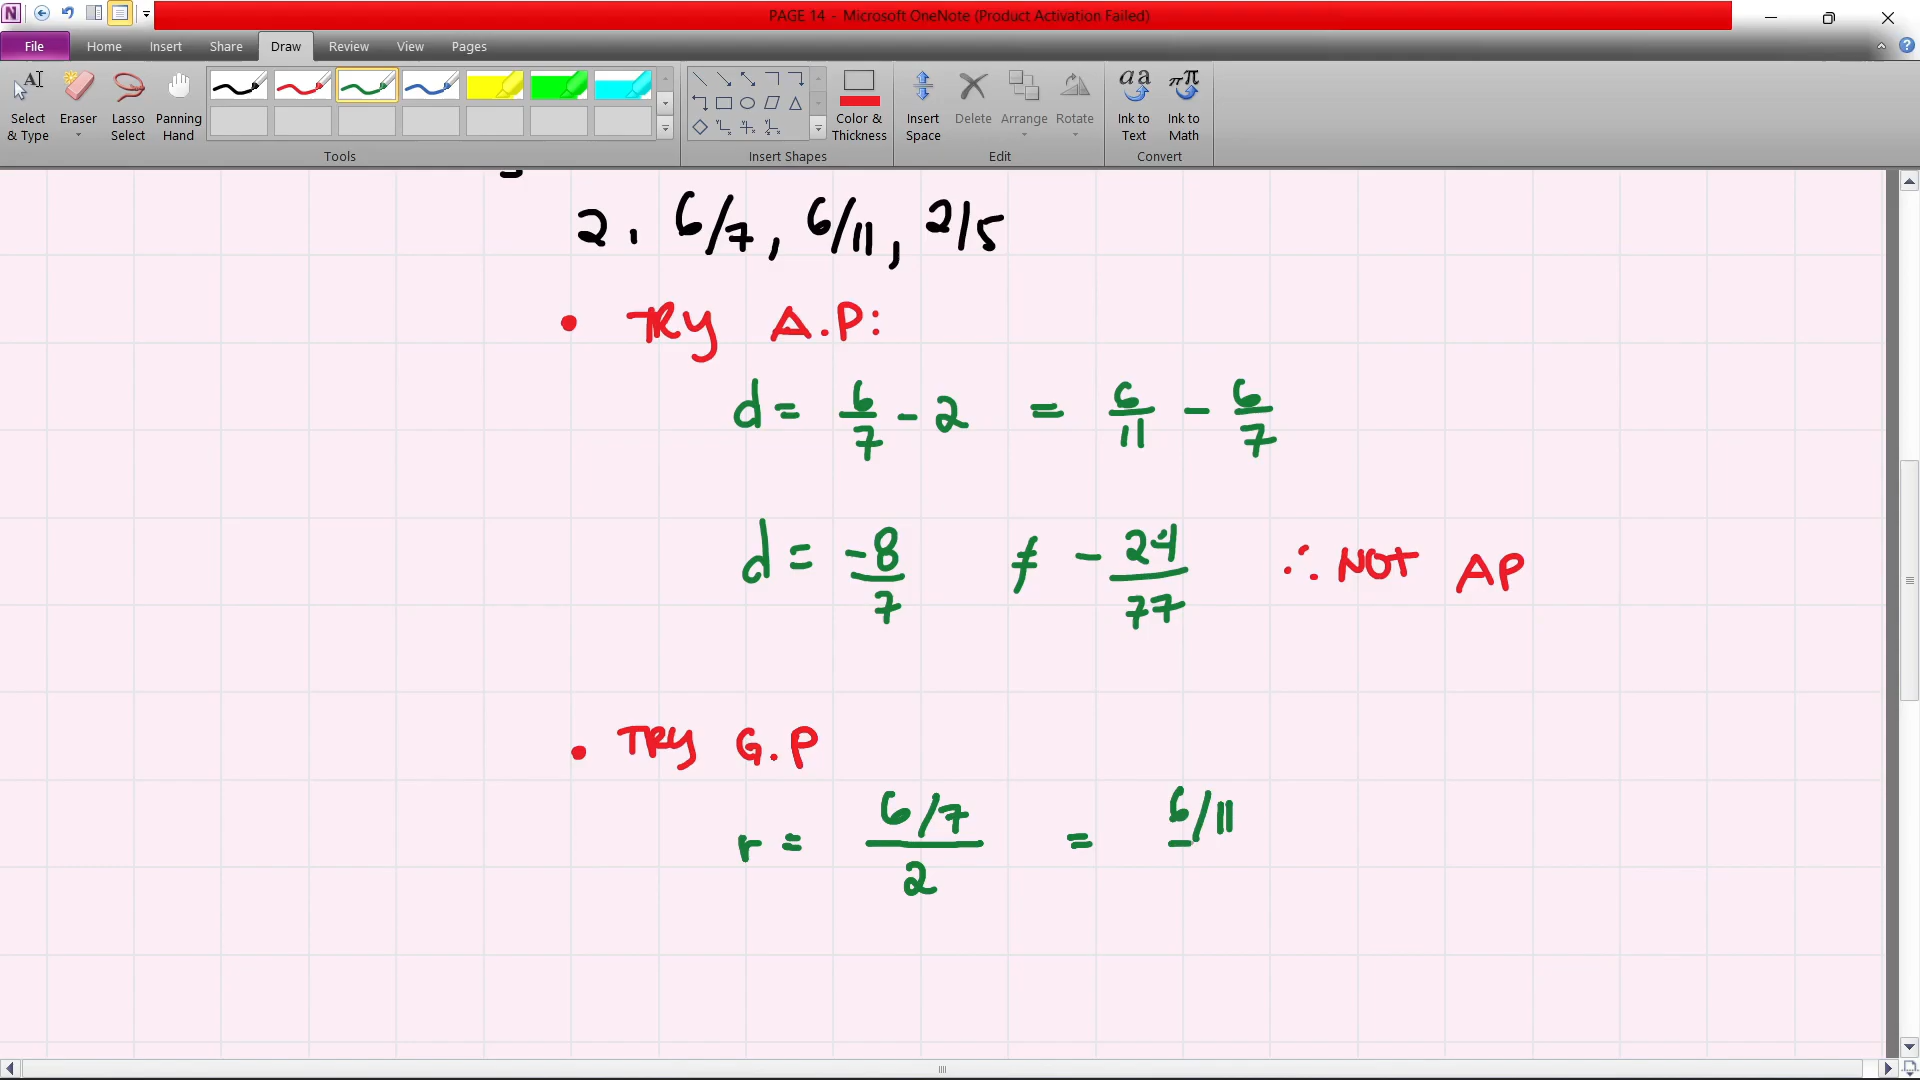 PAGE 14 - Microsoft OneNote (Product Activation Failed)
File Home Insert Share Draw Review View Pages
Select & Type
Eraser
Lasso Select
Panning Hand
Color & Thickness
Insert Space
Delete
Arrange
Rotate
Ink to Text
Ink to Math
Tools
Insert Shapes
Edit
Convert
2, 6/7, 6/11, 2/5
• TRY A.P:
d = 6/7 - 2 = 6/11 - 6/7
d = -8/7 ≠ -24/77 ∴ NOT AP
• TRY G.P
r = 6/7 / 2 = 6/11